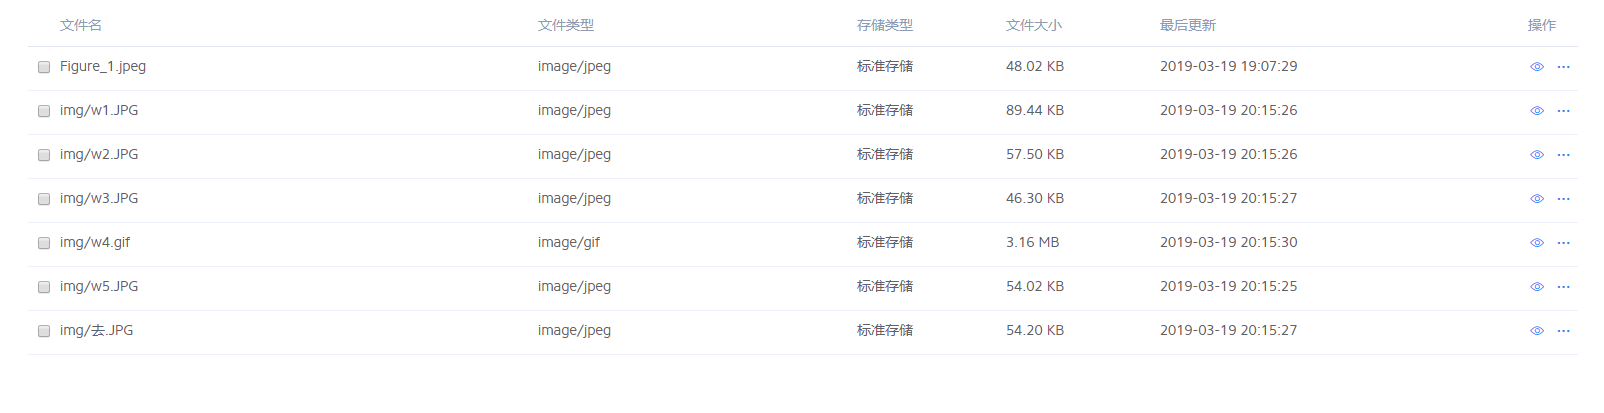 文件名 文件类型 存储类型 文件大小 最后更新 操作
Figure_1.jpeg image/jpeg 标准存储 48.02 KB 2019-03-19 19:07:29
img/w1.JPG image/jpeg 标准存储 89.44 KB 2019-03-19 20:15:26
img/w2.JPG image/jpeg 标准存储 57.50 KB 2019-03-19 20:15:26
img/w3.JPG image/jpeg 标准存储 46.30 KB 2019-03-19 20:15:27
img/w4.gif image/gif 标准存储 3.16 MB 2019-03-19 20:15:30
img/w5.JPG image/jpeg 标准存储 54.02 KB 2019-03-19 20:15:25
img/去.JPG image/jpeg 标准存储 54.20 KB 2019-03-19 20:15:27